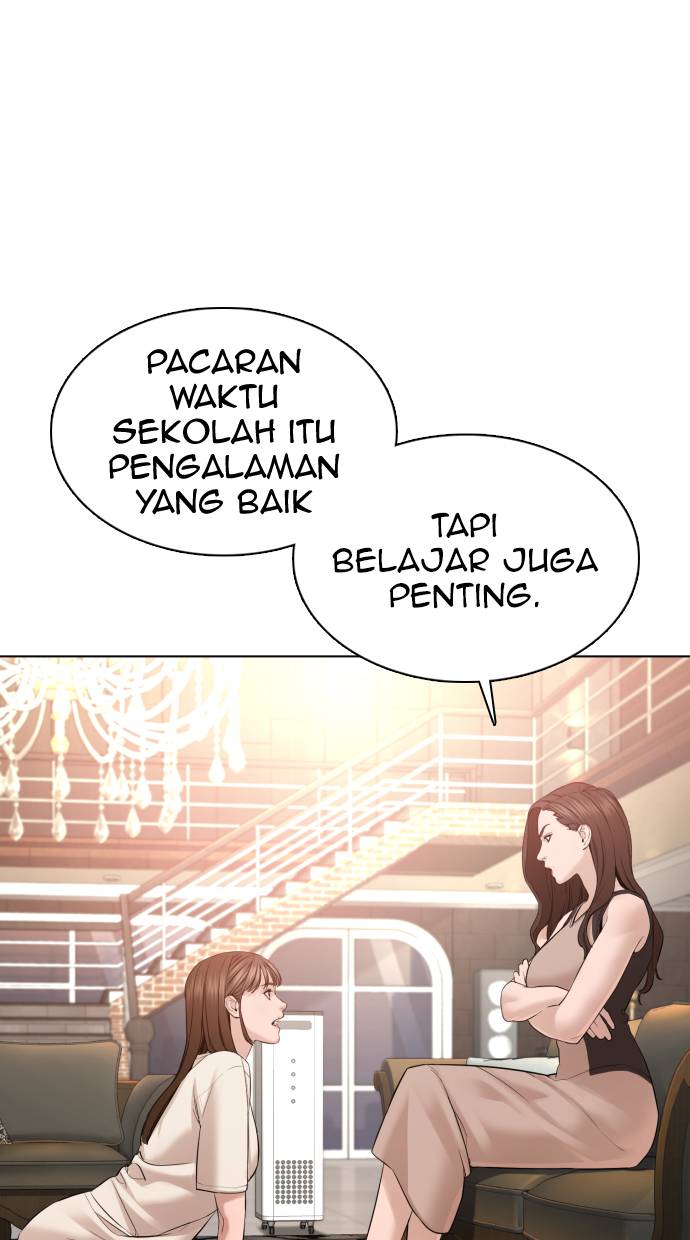 PACARAN
WAKTU
SEKOLAH ITU
PENGALAMAN
YANG BAIK
TAPI
BELAJAR JUGA
PENTING.